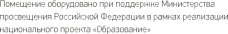 Помещение оборудовано при поддержке Министерства
просвещения Российской Федерации в рамках реализации
национального проекта «Образование»